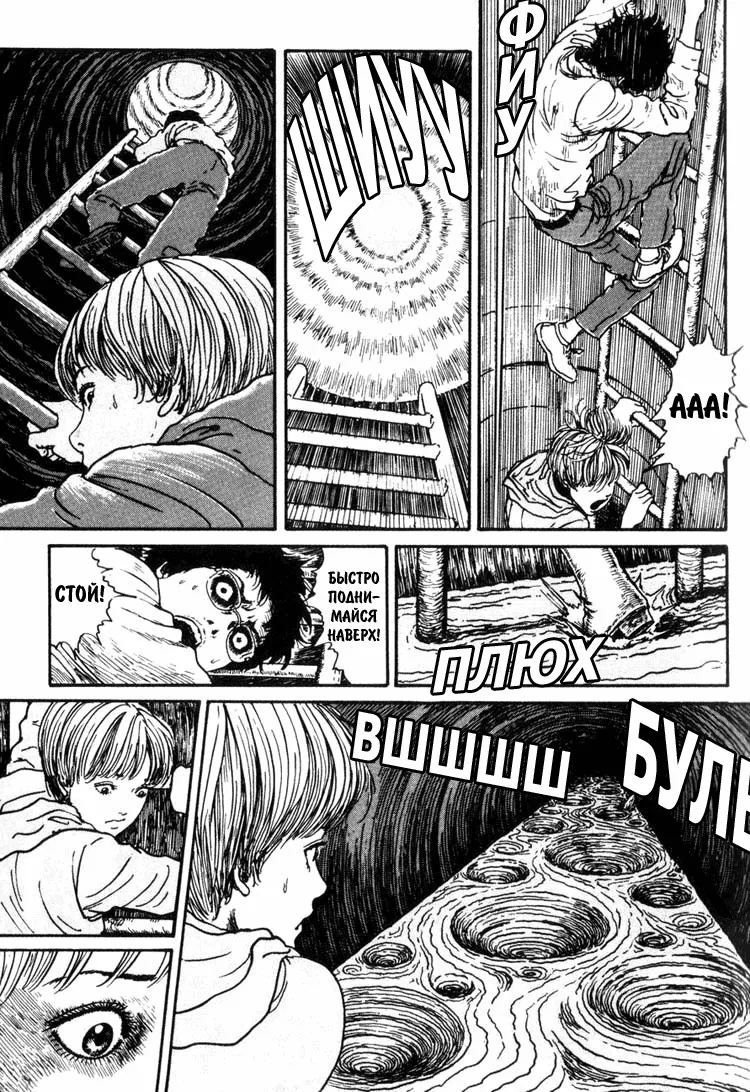 ФИУ
ААА!
ШИУУ
ПЛЮХ
БЫСТРО
ПОДНИ-
МАЙСЯ
НАВЕРХ!
СТОЙ!
БУЛЬ
ВШШШШ